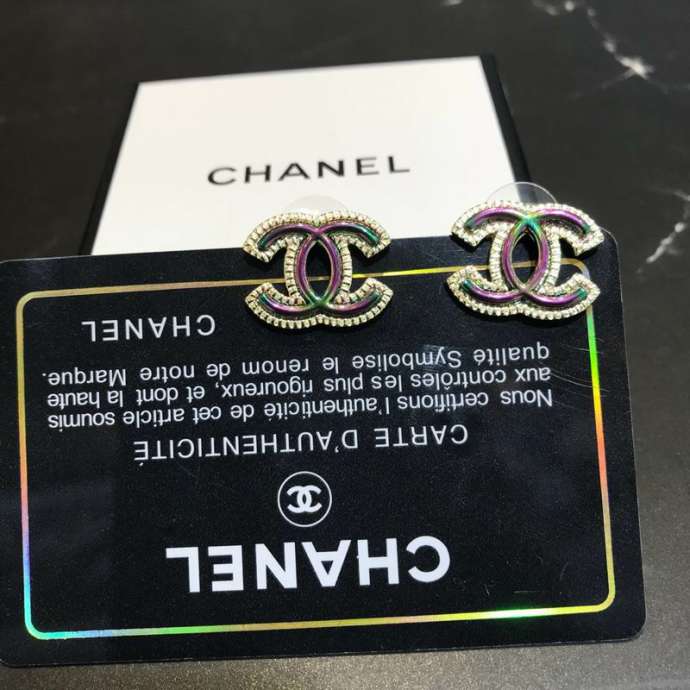 CHANEL
CHANEL
CARTE D'AUTHENTICITÉ
Nous certifions l'authenticité de cet article soumis
aux contrôles les plus rigoureux, et dont la haute
qualité Symbolise le renom de notre Marque.
CHANEL